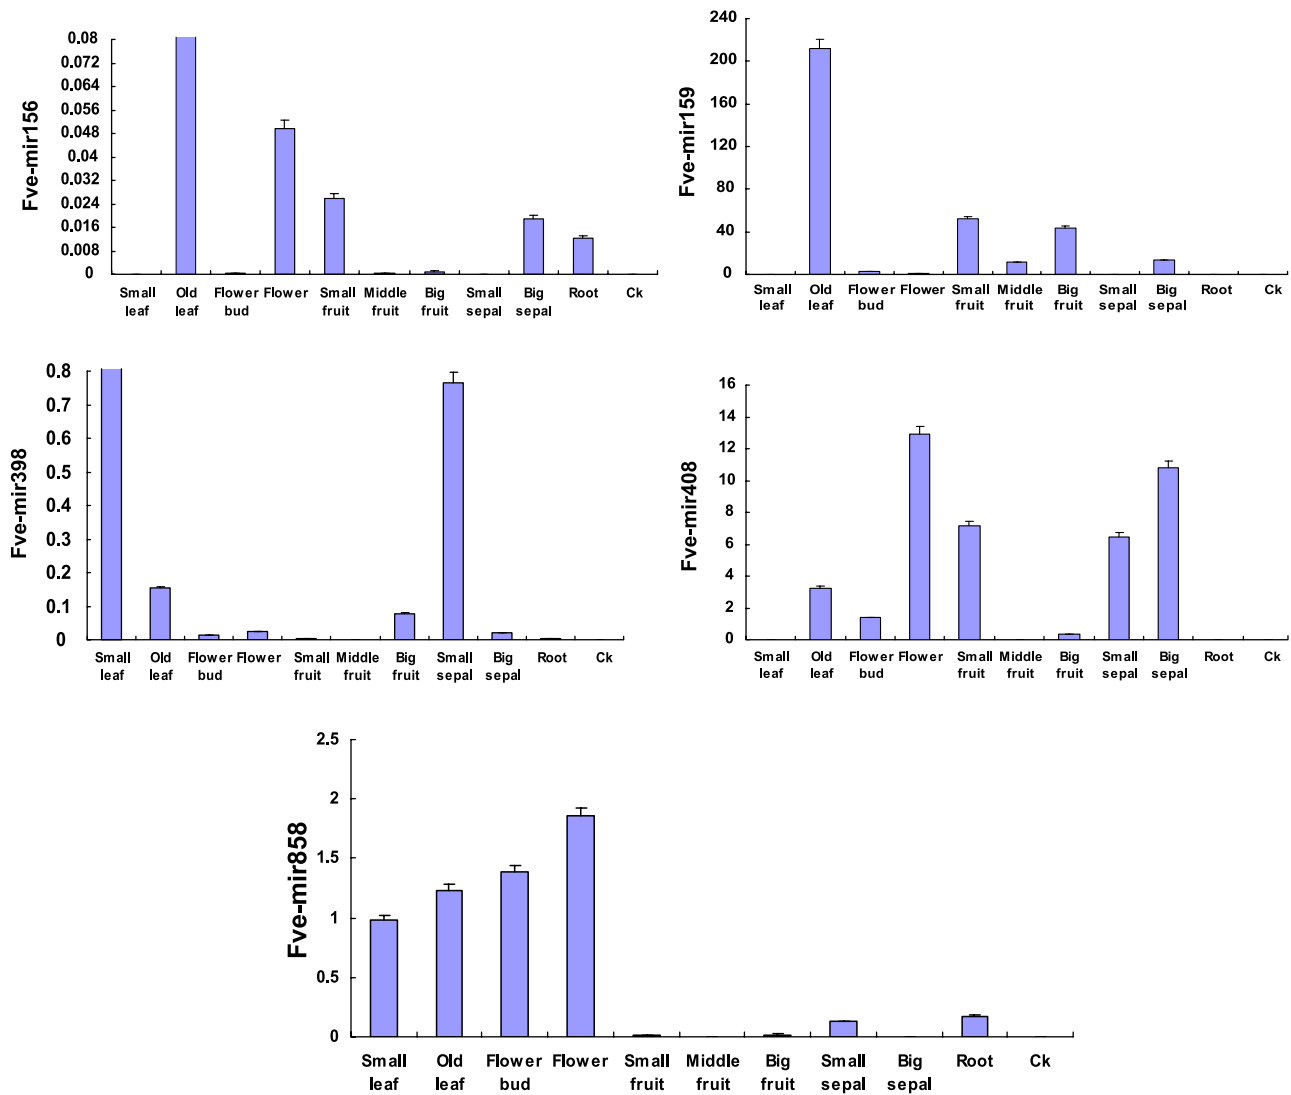 Fve-mir156
0.08
0.072
0.064
0.056
0.048
0.04
0.032
0.024
0.016
0.008
0
Small leaf
Old leaf
Flower bud
Flower
Small fruit
Middle fruit
Big fruit
Small sepal
Big sepal
Root
Ck
Fve-mir159
240
200
160
120
80
40
0
Small leaf
Old leaf
Flower bud
Flower
Small fruit
Middle fruit
Big fruit
Small sepal
Big sepal
Root
Ck
Fve-mir398
0.8
0.7
0.6
0.5
0.4
0.3
0.2
0.1
0
Small leaf
Old leaf
Flower bud
Flower
Small fruit
Middle fruit
Big fruit
Small sepal
Big sepal
Root
Ck
Fve-mir408
16
14
12
10
8
6
4
2
0
Small leaf
Old leaf
Flower bud
Flower
Small fruit
Middle fruit
Big fruit
Small sepal
Big sepal
Root
Ck
Fve-mir858
2.5
2
1.5
1
0.5
0
Small leaf
Old leaf
Flower bud
Flower
Small fruit
Middle fruit
Big fruit
Small sepal
Big sepal
Root
Ck